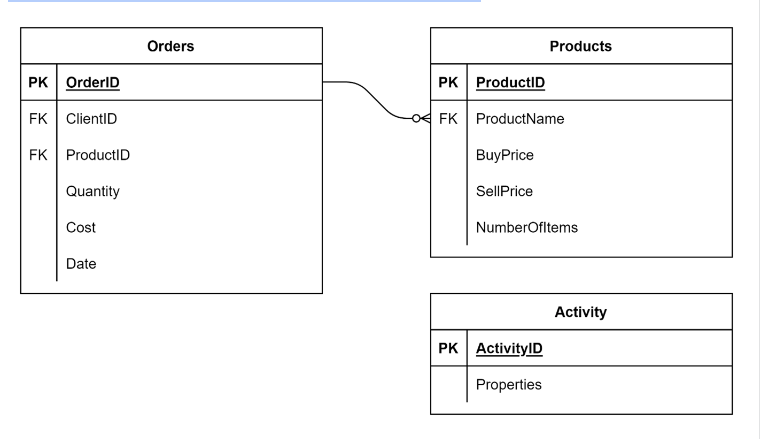 Orders
PK OrderID
FK ClientID
FK ProductID
Quantity
Cost
Date
Products
PK ProductID
FK ProductName
BuyPrice
SellPrice
NumberOfItems
Activity
PK ActivityID
Properties